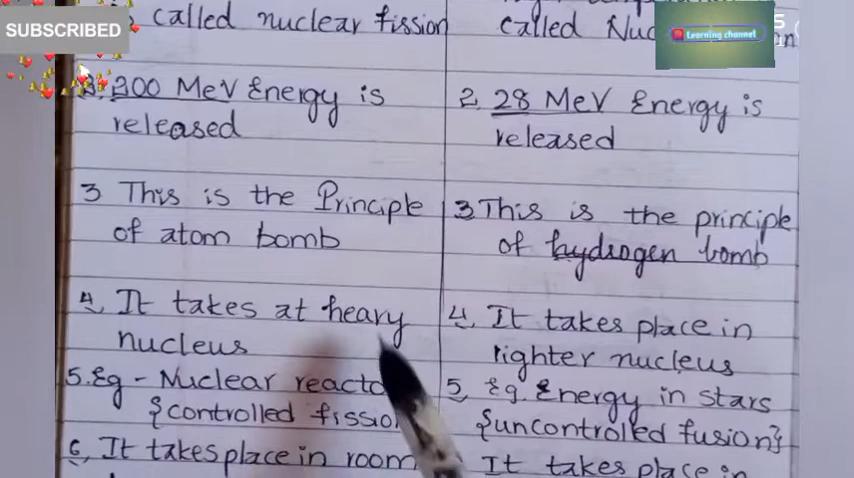 SUBSCRIBED
called nuclear fission
called Nuc
Learning channel
2. 200 MeV Energy is
released
3 This is the Principle
of atom bomb
4, It takes at heavy
nucleus
5. Eg - Nuclear reacto
{controlled fissio
6, It takes place in room
2, 28 MeV Energy is
released
3 This is the principle
of hydrogen bomb
4, It takes place in
lighter nucleus
5, Eg. Energy in stars
{uncontrolled fusion}
It takes place in